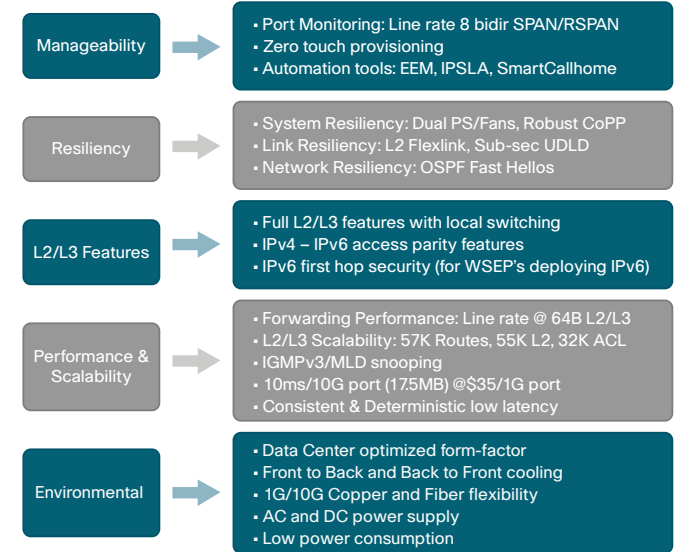 Manageability
▪ Port Monitoring: Line rate 8 bidir SPAN/RSPAN
▪ Zero touch provisioning
▪ Automation tools: EEM, IPSLA, SmartCallhome
Resiliency
▪ System Resiliency: Dual PS/Fans, Robust CoPP
▪ Link Resiliency: L2 Flexlink, Sub-sec UDLD
▪ Network Resiliency: OSPF Fast Hellos
L2/L3 Features
▪ Full L2/L3 features with local switching
▪ IPv4 – IPv6 access parity features
▪ IPv6 first hop security (for WSEP's deploying IPv6)
Performance &
Scalability
▪ Forwarding Performance: Line rate @ 64B L2/L3
▪ L2/L3 Scalability: 57K Routes, 55K L2, 32K ACL
▪ IGMPv3/MLD snooping
▪ 10ms/10G port (17.5MB) @$35/1G port
▪ Consistent & Deterministic low latency
Environmental
▪ Data Center optimized form-factor
▪ Front to Back and Back to Front cooling
▪ 1G/10G Copper and Fiber flexibility
▪ AC and DC power supply
▪ Low power consumption